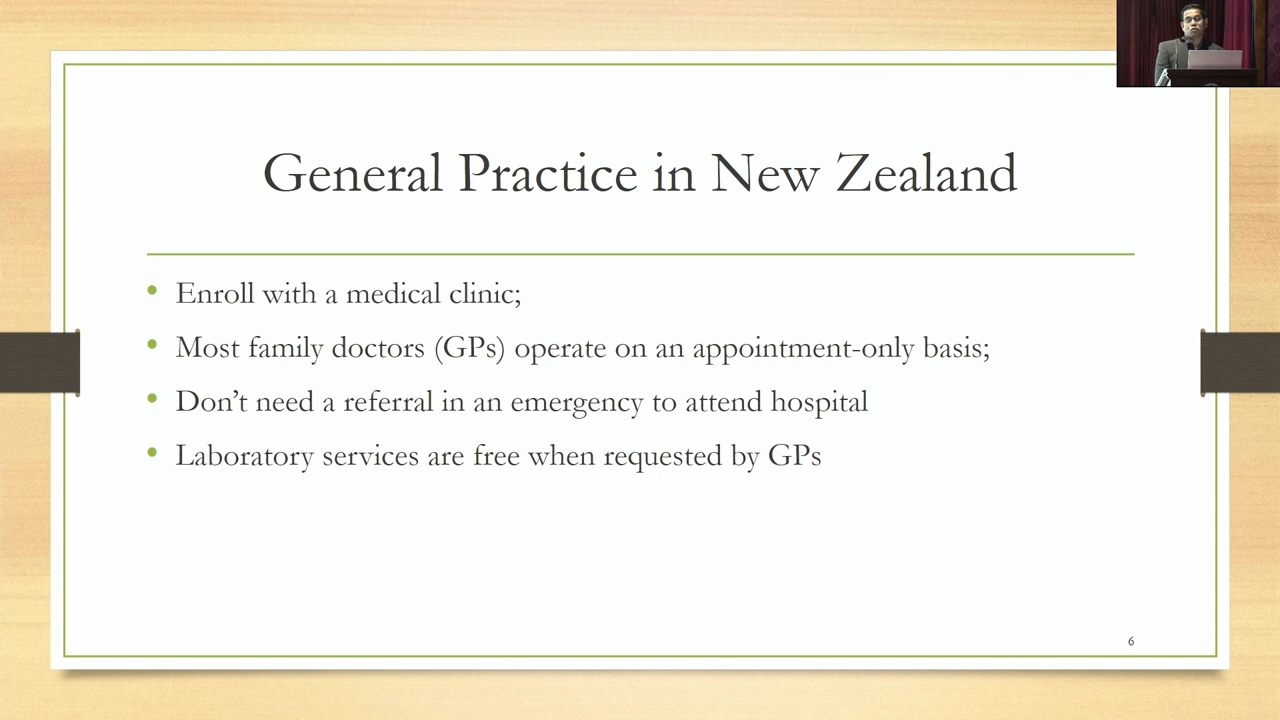 General Practice in New Zealand
• Enroll with a medical clinic;
• Most family doctors (GPs) operate on an appointment-only basis;
• Don’t need a referral in an emergency to attend hospital
• Laboratory services are free when requested by GPs
6